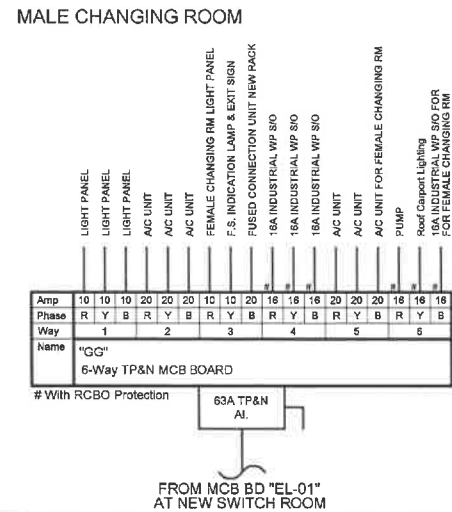 MALE CHANGING ROOM
LIGHT PANEL
LIGHT PANEL
LIGHT PANEL
A/C UNIT
A/C UNIT
A/C UNIT
FEMALE CHANGING RM LIGHT PANEL
F.S. INDICATION LAMP & EXIT SIGN
FUSED CONNECTION UNIT NEW RACK
# 16A INDUSTRIAL WP S/O
# 16A INDUSTRIAL WP S/O
# 16A INDUSTRIAL WP S/O
A/C UNIT
A/C UNIT
A/C UNIT FOR FEMALE CHANGING RM
# PUMP
# Roof Carport Lighting
# 16A INDUSTRIAL WP S/O FOR
FOR FEMALE CHANGING RM
Amp 10 10 10 20 20 20 10 10 20 16 16 16 20 20 20 16 16 16
Phase R Y B R Y B R Y B R Y B R Y B R Y B
Way 1 2 3 4 5 6
Name "GG"
6-Way TP&N MCB BOARD
# With RCBO Protection
63A TP&N
AI.
FROM MCB BD "EL-01"
AT NEW SWITCH ROOM